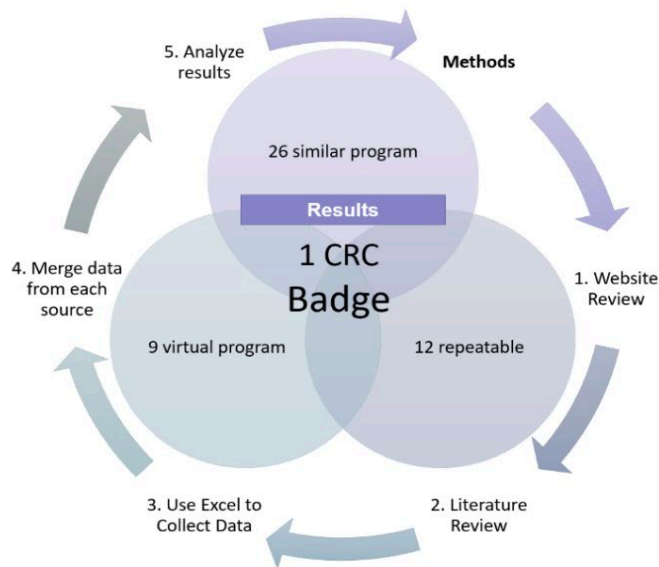 5. Analyze
results
Methods
26 similar program
Results
1 CRC
Badge
4. Merge data
from each
source
1. Website
Review
9 virtual program
12 repeatable
3. Use Excel to
Collect Data
2. Literature
Review